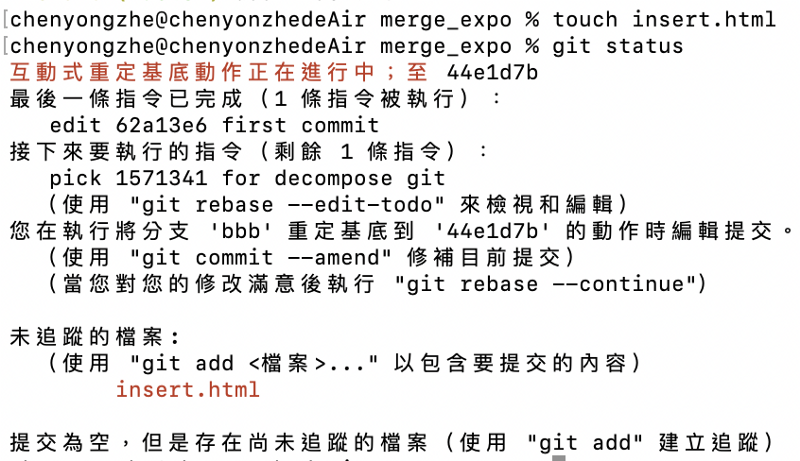 [chenyongzhe@chenyonzhedeAir merge_expo % touch insert.html
[chenyongzhe@chenyonzhedeAir merge_expo % git status
互動式重定基底動作正在進行中；至 44e1d7b
最後一條指令已完成（1 條指令被執行）：
edit 62a13e6 first commit
接下來要執行的指令（剩餘 1 條指令）：
pick 1571341 for decompose git
（使用 "git rebase --edit-todo" 來檢視和編輯）
您在執行將分支 'bbb' 重定基底到 '44e1d7b' 的動作時編輯提交。
（使用 "git commit --amend" 修補目前提交）
（當您對您的修改滿意後執行 "git rebase --continue"）
未追蹤的檔案:
（使用 "git add <檔案>..." 以包含要提交的內容）
insert.html
提交為空，但是存在尚未追蹤的檔案（使用 "git add" 建立追蹤）